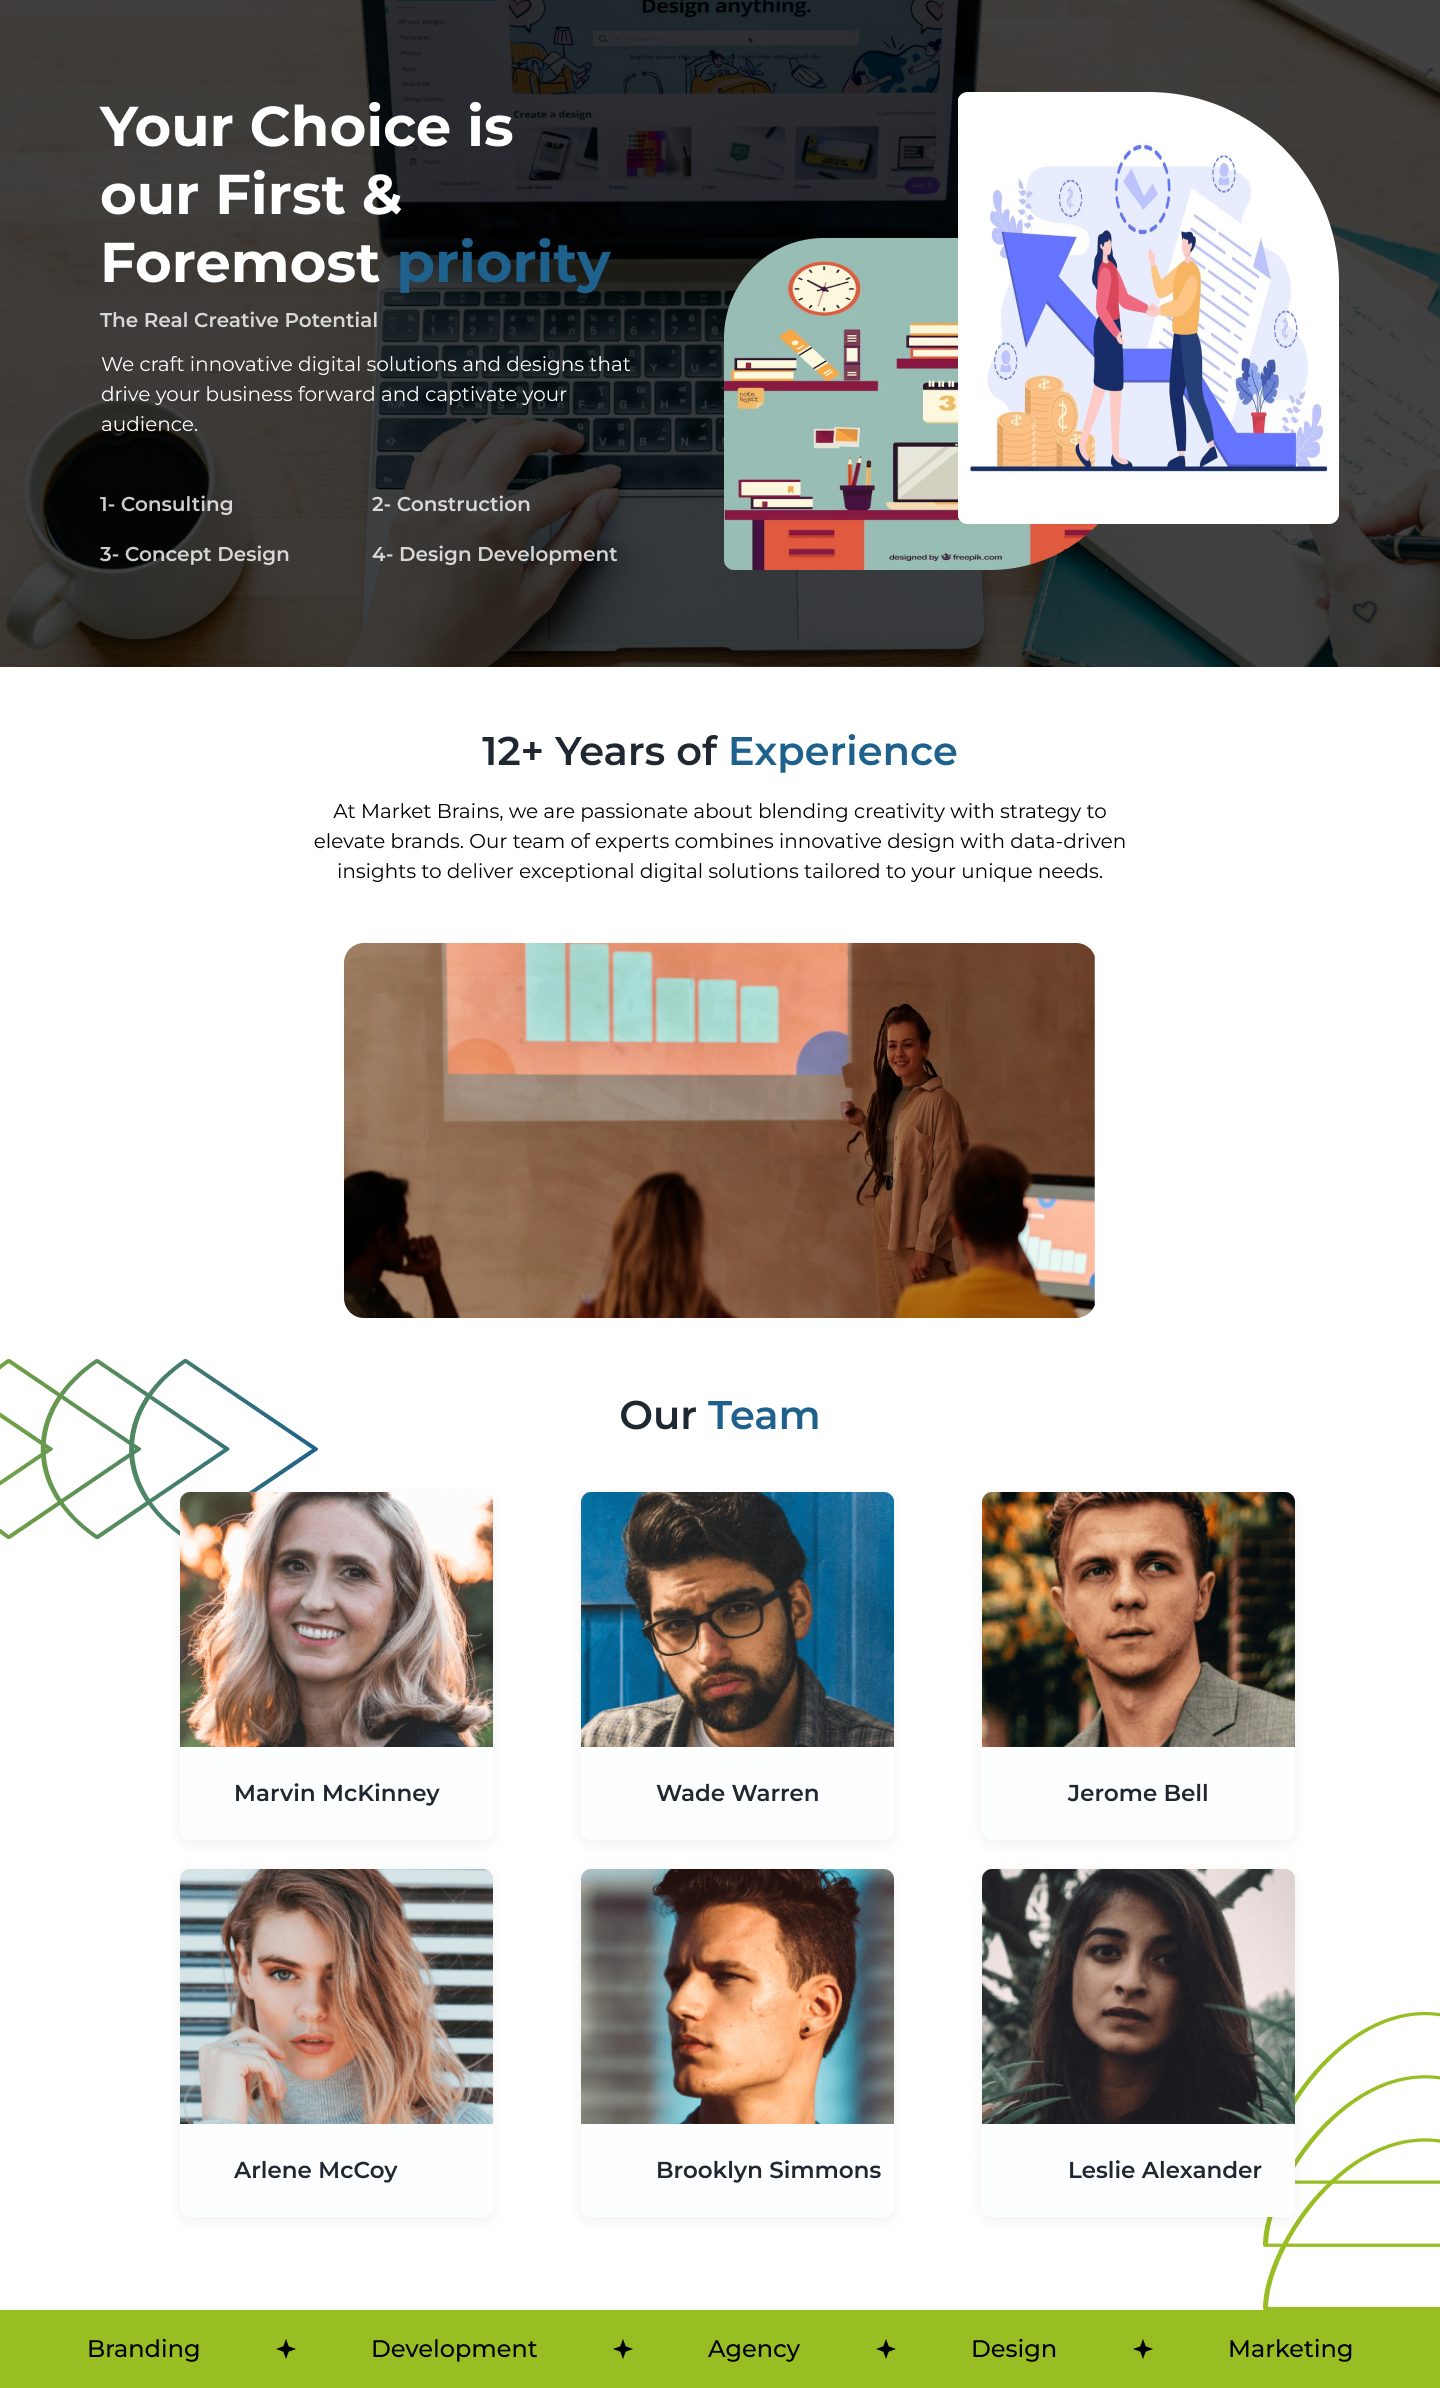 Design anything.
Create a design
Your Choice is
our First &
Foremost priority
The Real Creative Potential
We craft innovative digital solutions and designs that
drive your business forward and captivate your
audience.
1- Consulting
2- Construction
3- Concept Design
4- Design Development
3
designed by freepik.com
12+ Years of Experience
At Market Brains, we are passionate about blending creativity with strategy to
elevate brands. Our team of experts combines innovative design with data-driven
insights to deliver exceptional digital solutions tailored to your unique needs.
Our Team
Marvin McKinney
Wade Warren
Jerome Bell
Arlene McCoy
Brooklyn Simmons
Leslie Alexander
Branding
Development
Agency
Design
Marketing